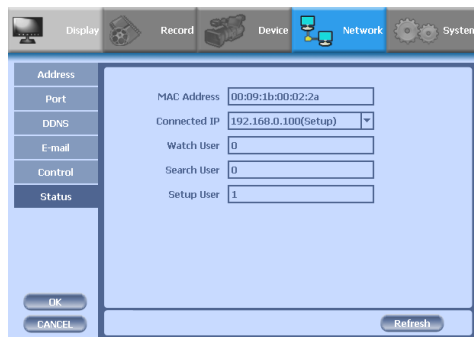 Display Record Device Network System
Address
Port
DDNS
E-mail
Control
Status
MAC Address 00:09:1b:00:02:2a
Connected IP 192.168.0.100(Setup)
Watch User 0
Search User 0
Setup User 1
OK
CANCEL
Refresh